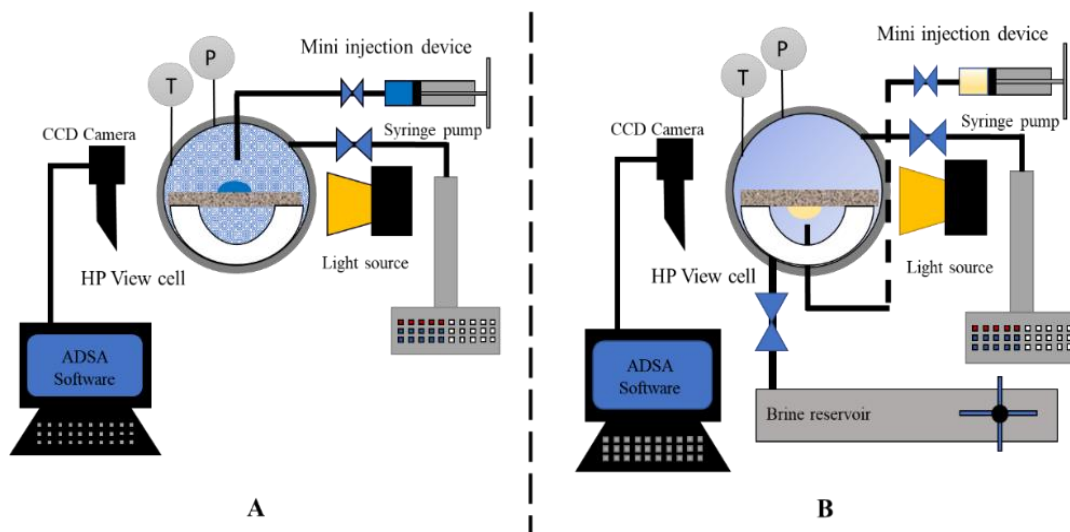 Mini injection device
P
T
CCD Camera
Syringe pump
HP View cell
Light source
ADSA
Software
A
Mini injection device
P
T
CCD Camera
Syringe pump
HP View cell
Light source
ADSA
Software
Brine reservoir
B